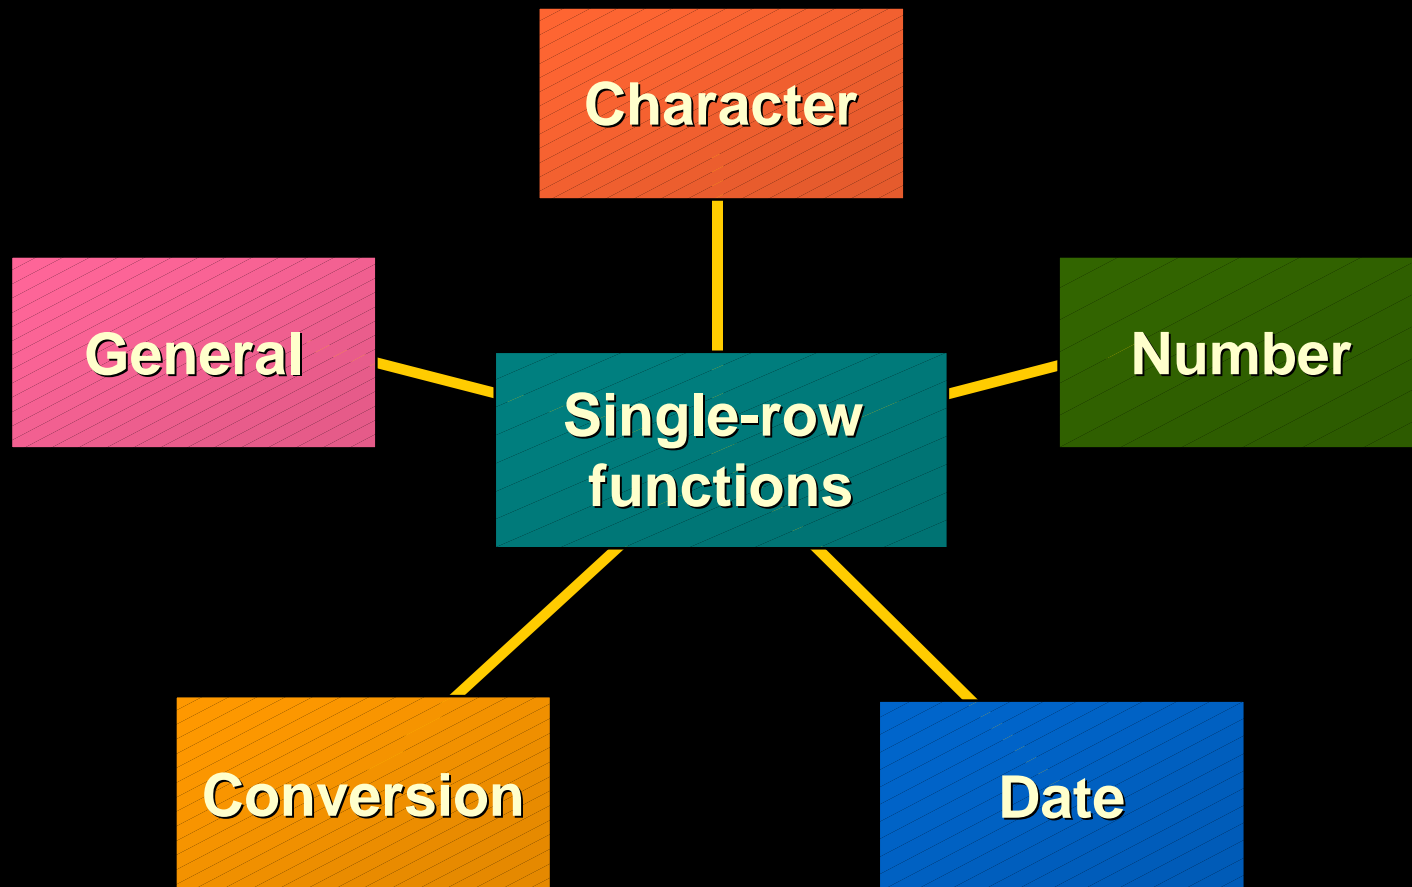 Character
General
Number
Single-row
functions
Conversion
Date